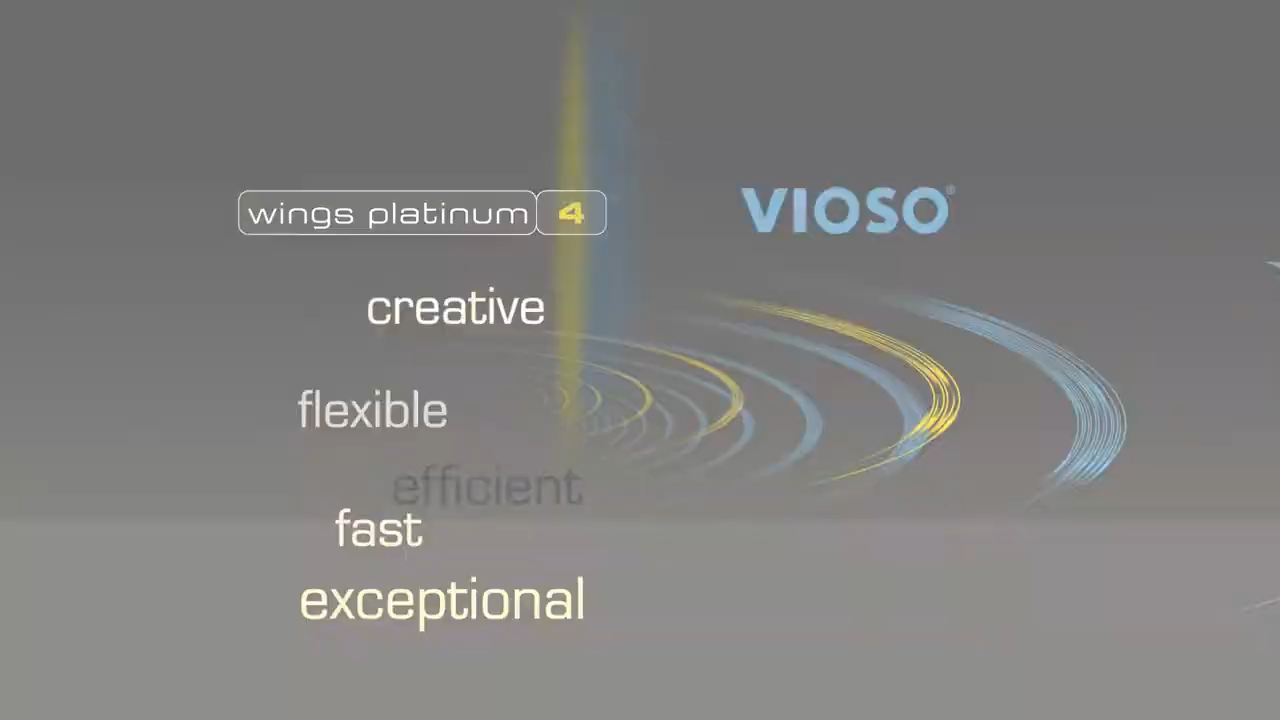 wings platinum 4
VIOSO®
creative
flexible
efficient
fast
exceptional